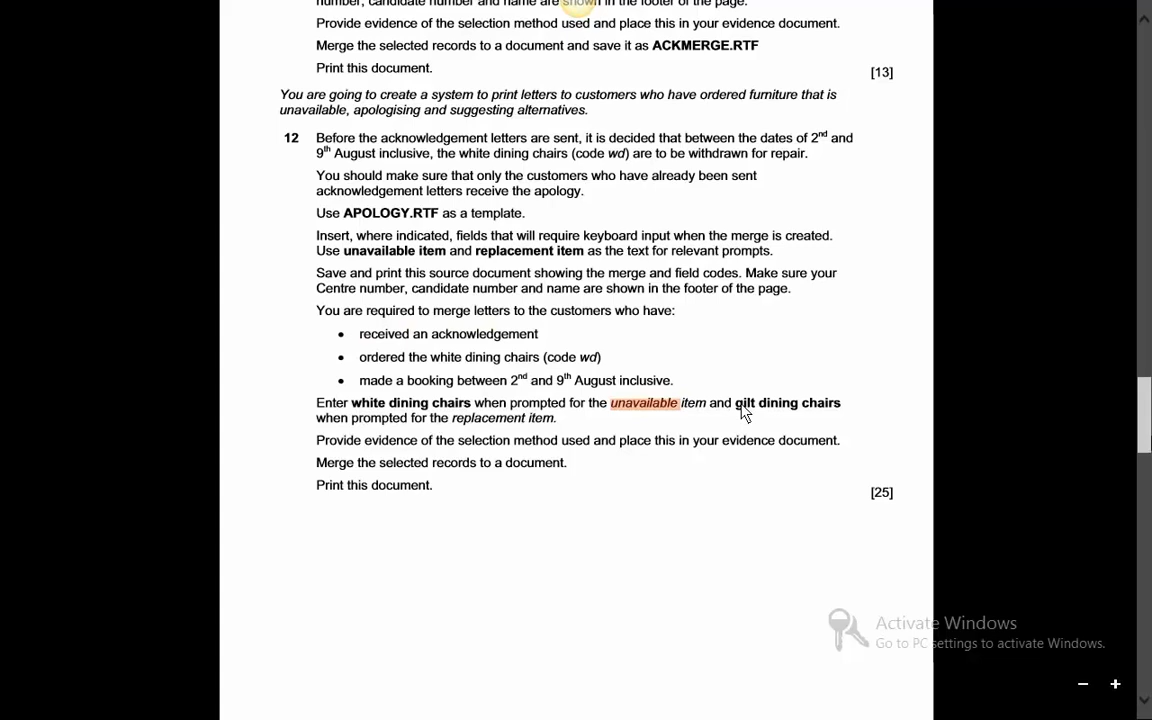 number, candidate number and name are shown in the footer of the page.
Provide evidence of the selection method used and place this in your evidence document.
Merge the selected records to a document and save it as ACKMERGE.RTF
Print this document.
[13]
You are going to create a system to print letters to customers who have ordered furniture that is
unavailable, apologising and suggesting alternatives.
12 Before the acknowledgement letters are sent, it is decided that between the dates of 2nd and
9th August inclusive, the white dining chairs (code wd) are to be withdrawn for repair.
You should make sure that only the customers who have already been sent
acknowledgement letters receive the apology.
Use APOLOGY.RTF as a template.
Insert, where indicated, fields that will require keyboard input when the merge is created.
Use unavailable item and replacement item as the text for relevant prompts.
Save and print this source document showing the merge and field codes. Make sure your
Centre number, candidate number and name are shown in the footer of the page.
You are required to merge letters to the customers who have:
• received an acknowledgement
• ordered the white dining chairs (code wd)
• made a booking between 2nd and 9th August inclusive.
Enter white dining chairs when prompted for the unavailable item and gilt dining chairs
when prompted for the replacement item.
Provide evidence of the selection method used and place this in your evidence document.
Merge the selected records to a document.
Print this document.
[25]
Activate Windows
Go to PC settings to activate Windows.